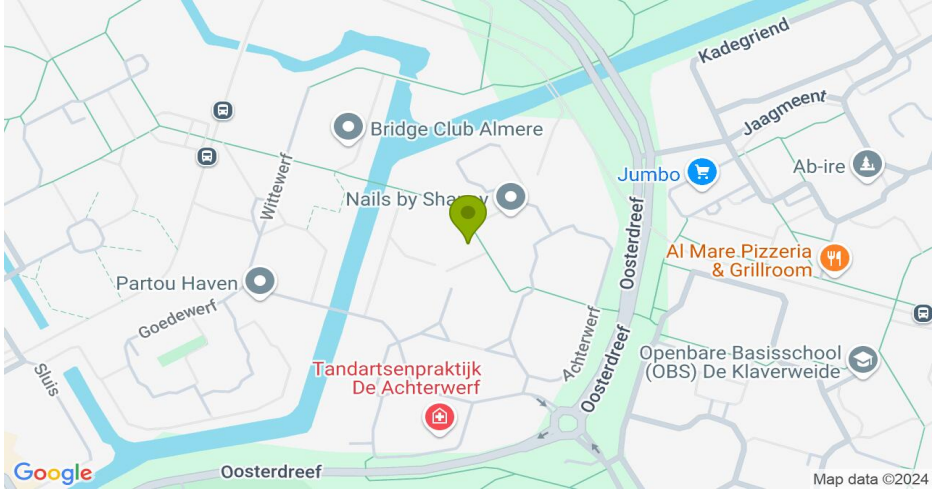 Kadegriend
Jaagmeent
Bridge Club Almere
Ab-ire
Jumbo
Wittewerf
Nails by
Oosterdreef
Al Mare Pizzeria
& Grillroom
Partou Haven
Goedewerf
Achterwerf
Oosterdreef
Openbare Basisschool
(OBS) De Klaverweide
Tandartsenpraktijk
De Achterwerf
Sluis
Oosterdreef
Google
Map data ©2024